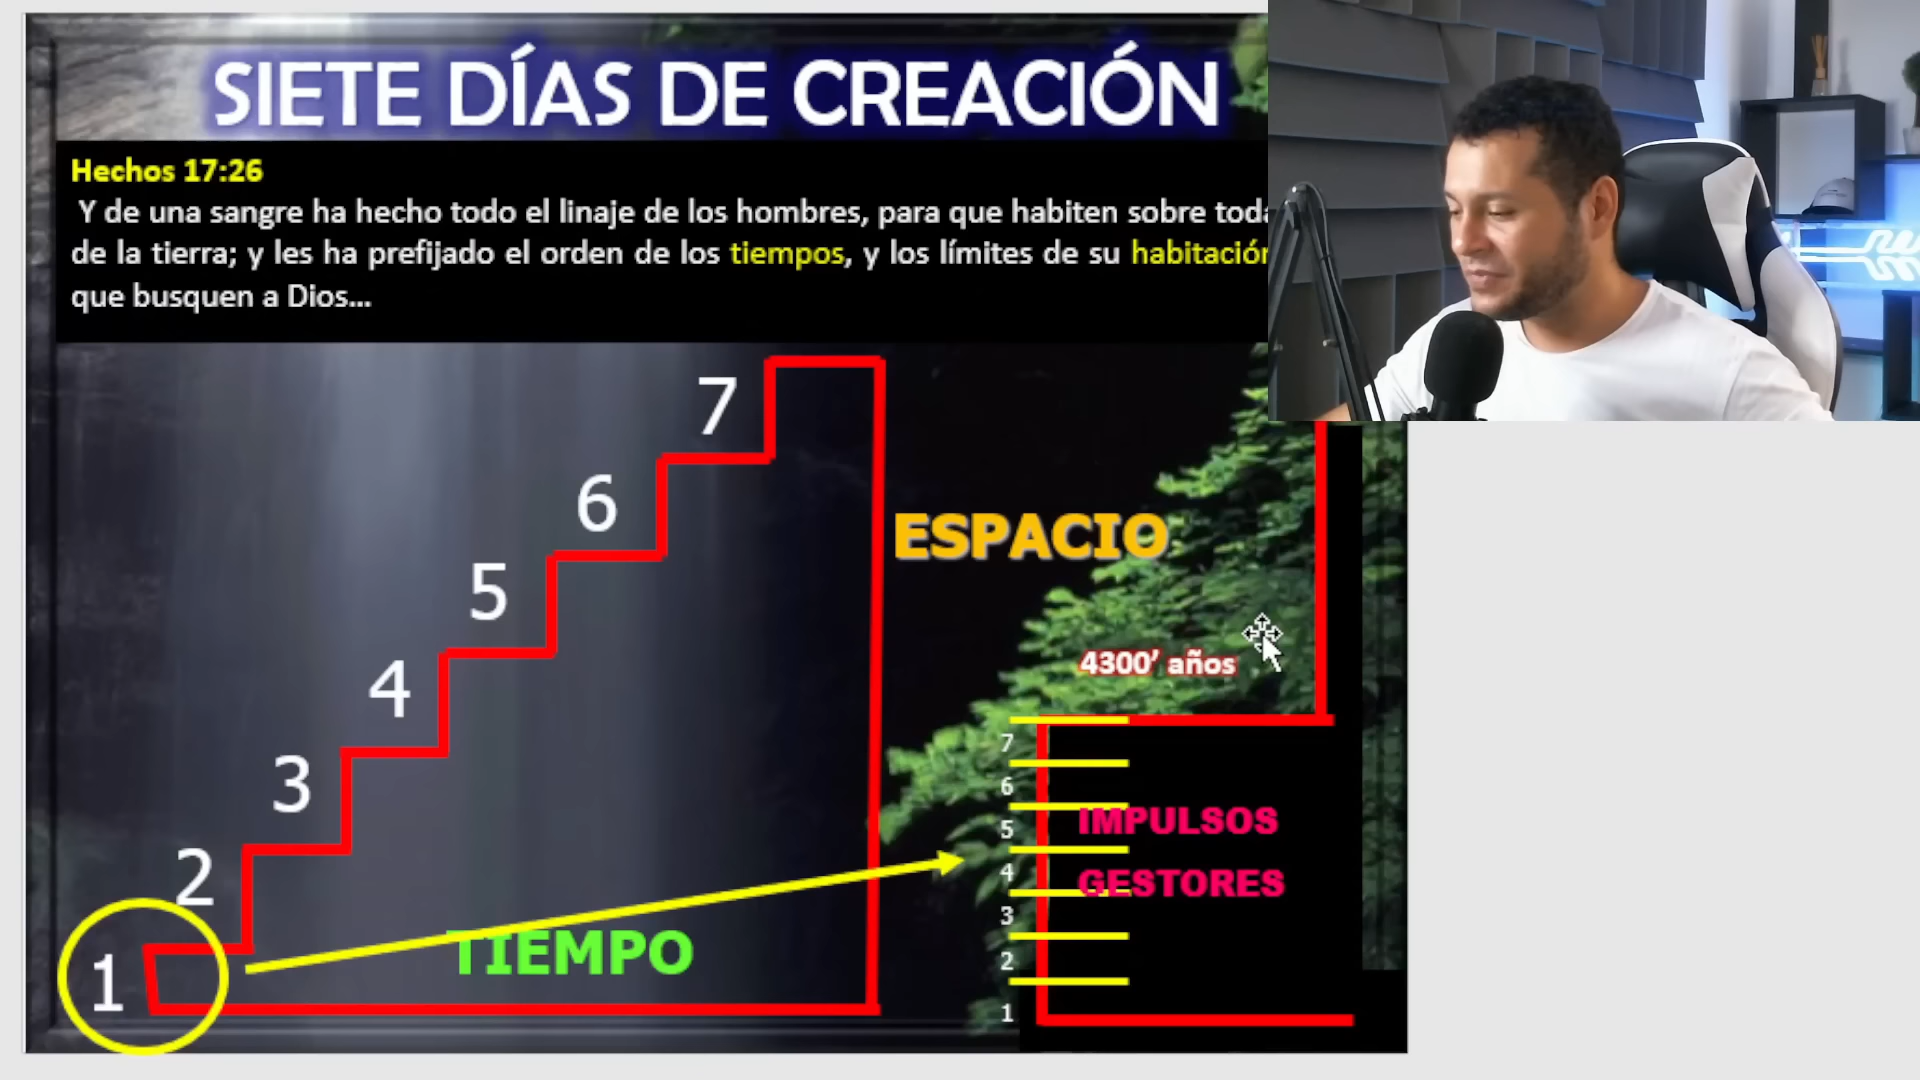 SIETE DÍAS DE CREACIÓN
Hechos 17:26
Y de una sangre ha hecho todo el linaje de los hombres, para que habiten sobre toda
de la tierra; y les ha prefijado el orden de los tiempos, y los límites de su habitación
que busquen a Dios...
7
6
5
4
3
2
1
ESPACIO
TIEMPO
4300' años
7
6
5
4
3
2
1
IMPULSOS
GESTORES